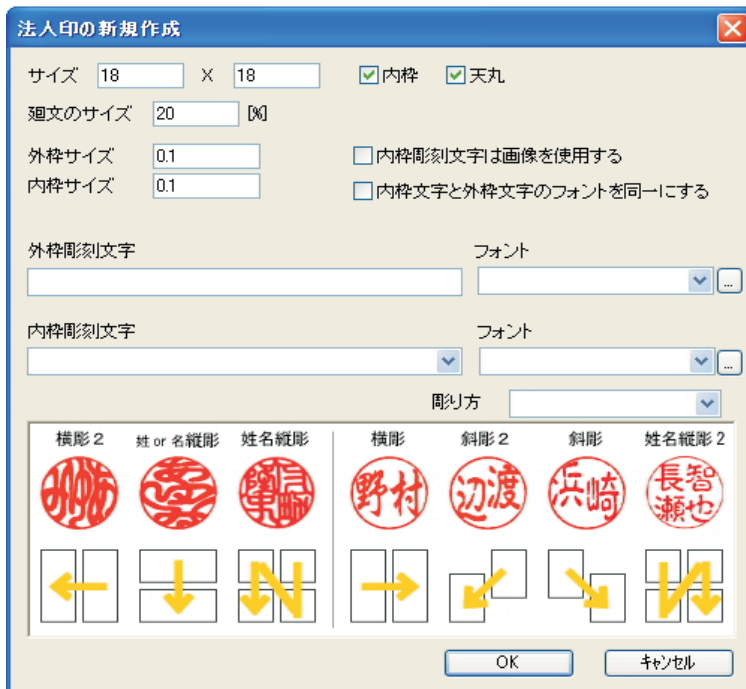 法人印の新規作成
サイズ 18 X 18 内枠 天丸
廻文のサイズ 20 [%]
外枠サイズ 0.1 内枠彫刻文字は画像を使用する
内枠サイズ 0.1 内枠文字と外枠文字のフォントを同一にする
外枠彫刻文字 フォント
...
内枠彫刻文字 フォント
...
彫り方
横彫2 姓 or 名縦彫 姓名縦彫 横彫 斜彫2 斜彫 姓名縦彫2
野村 渡辺 浜崎 智也長瀬
OK キャンセル